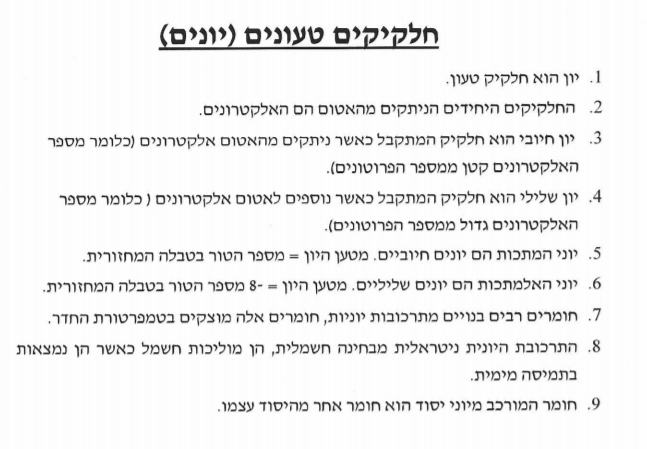 חלקיקים טעונים (יונים)
1. יון הוא חלקיק טעון.
2. החלקיקים היחידים הניתקים מהאטום הם האלקטרונים.
3. יון חיובי הוא חלקיק המתקבל כאשר ניתקים מהאטום אלקטרונים (כלומר מספר
האלקטרונים קטן ממספר הפרוטונים).
4. יון שלילי הוא חלקיק המתקבל כאשר נוספים לאטום אלקטרונים ( כלומר מספר
האלקטרונים גדול ממספר הפרוטונים).
5. יוני המתכות הם יונים חיוביים. מטען היון = מספר הטור בטבלה המחזורית.
6. יוני האלמתכות הם יונים שליליים. מטען היון = 8- מספר הטור בטבלה המחזורית.
7. חומרים רבים בנויים מתרכובות יוניות, חומרים אלה מוצקים בטמפרטורת החדר.
8. התרכובת היונית ניטראלית מבחינה חשמלית, הן מוליכות חשמל כאשר הן נמצאות
בתמיסה מימית.
9. חומר המורכב מיוני יסוד הוא חומר אחר מהיסוד עצמו.